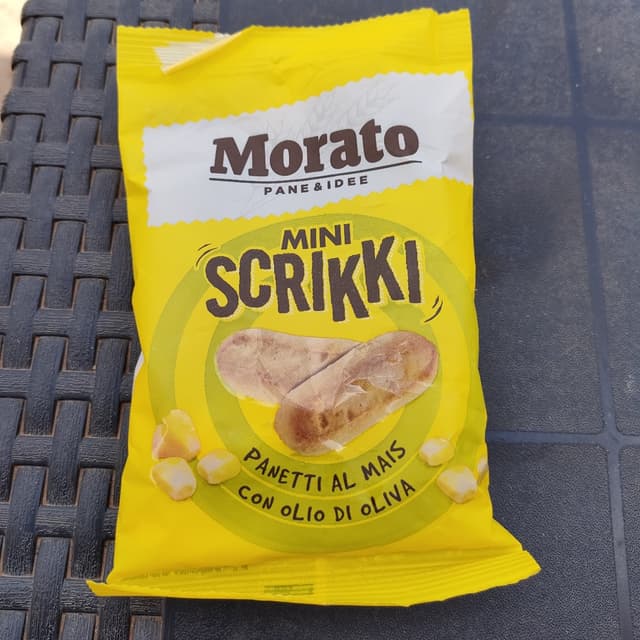 Morato
PANE & IDEE
MINI
SCRIKKI
PANETTI AL MAIS
CON OLIO DI OLIVA